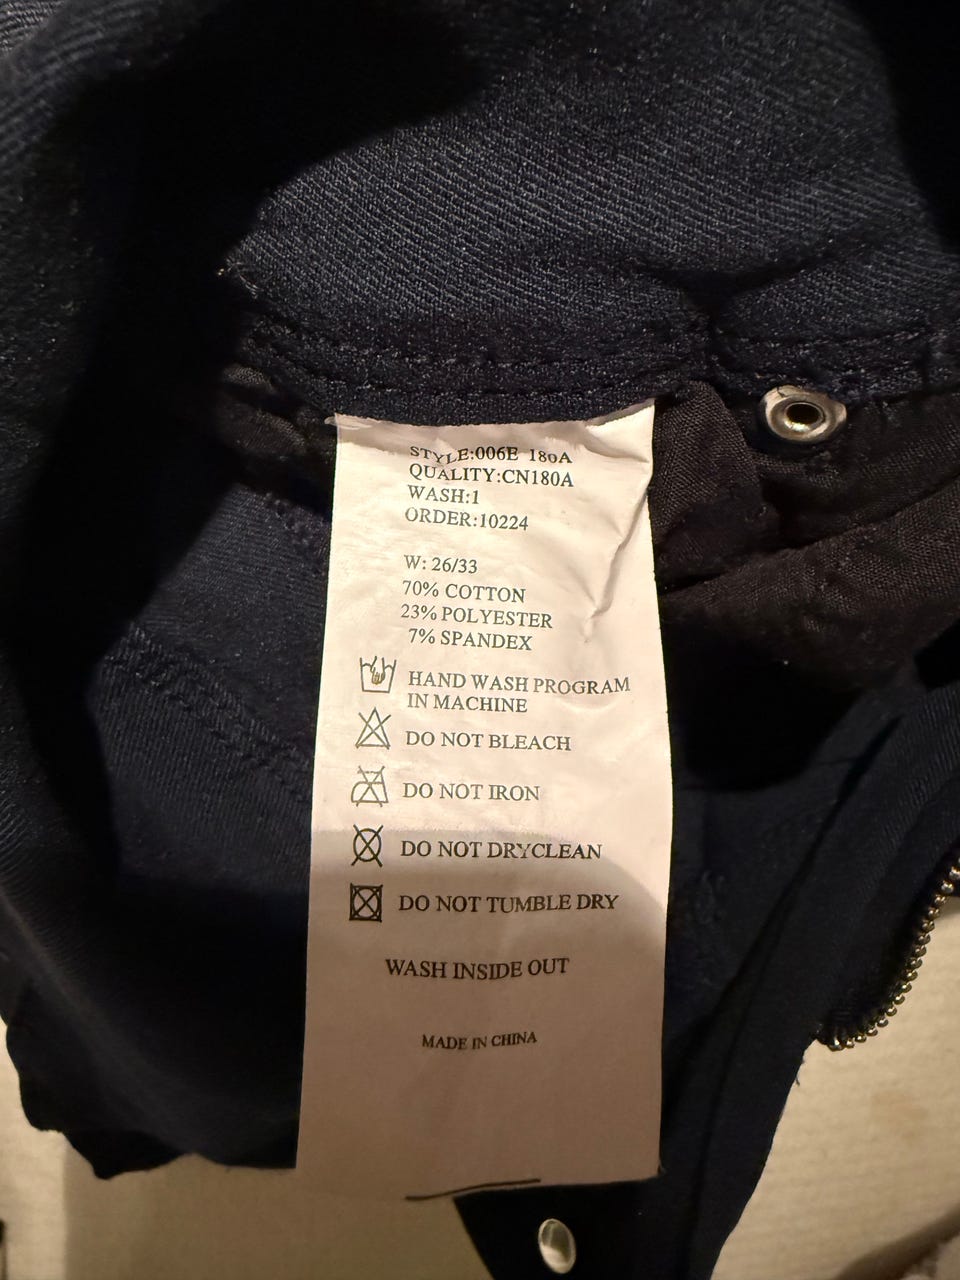 STYLE:006E 180A
QUALITY:CN180A
WASH:1
ORDER:10224
W: 26/33
70% COTTON
23% POLYESTER
7% SPANDEX
HAND WASH PROGRAM
IN MACHINE
DO NOT BLEACH
DO NOT IRON
DO NOT DRYCLEAN
DO NOT TUMBLE DRY
WASH INSIDE OUT
MADE IN CHINA